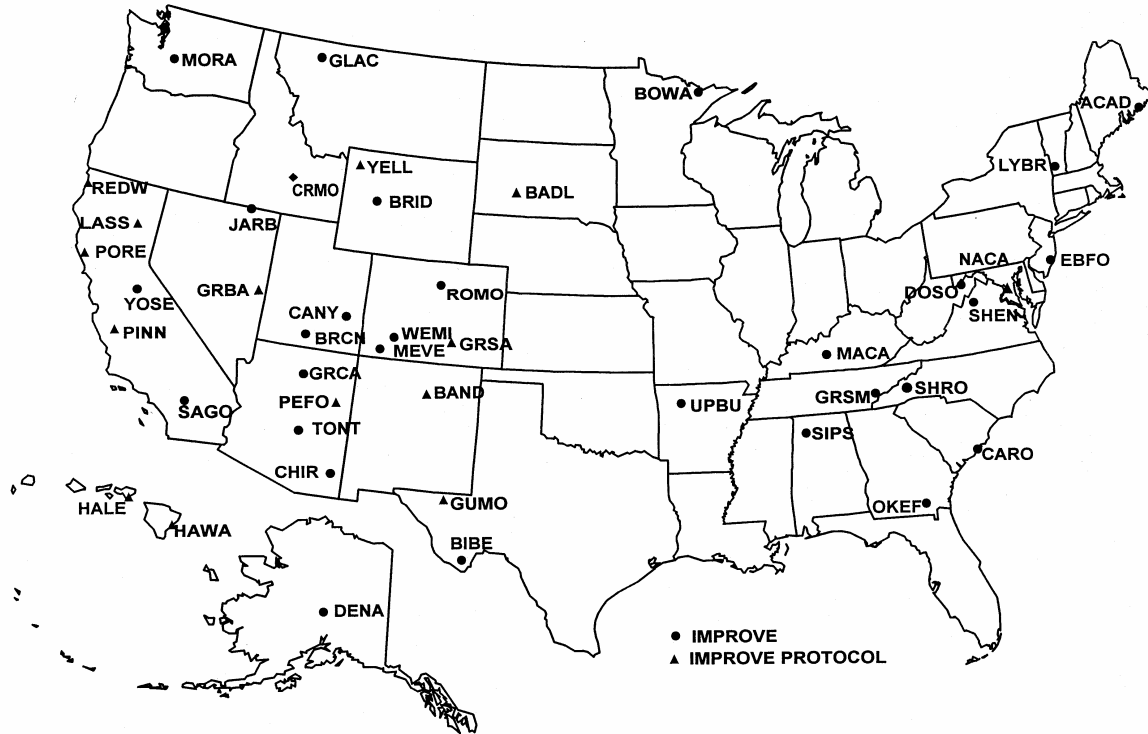 MORA
GLAC
BOWA
ACAD
LYBR
YELL
CRMO
BADL
REDW
BRID
JARB
LASS
PORE
NACA
EBFO
GRBA
DOSO
YOSE
ROMO
SHEN
CANY
PINN
BRCN
WEMI
GRSA
MEVE
MACA
GRCA
BAND
SHRO
PEFO
GRSM
UPBU
SAGO
TONT
SIPS
CARO
CHIR
HALE
GUMO
OKEF
HAWA
BIBE
DENA
IMPROVE
IMPROVE PROTOCOL